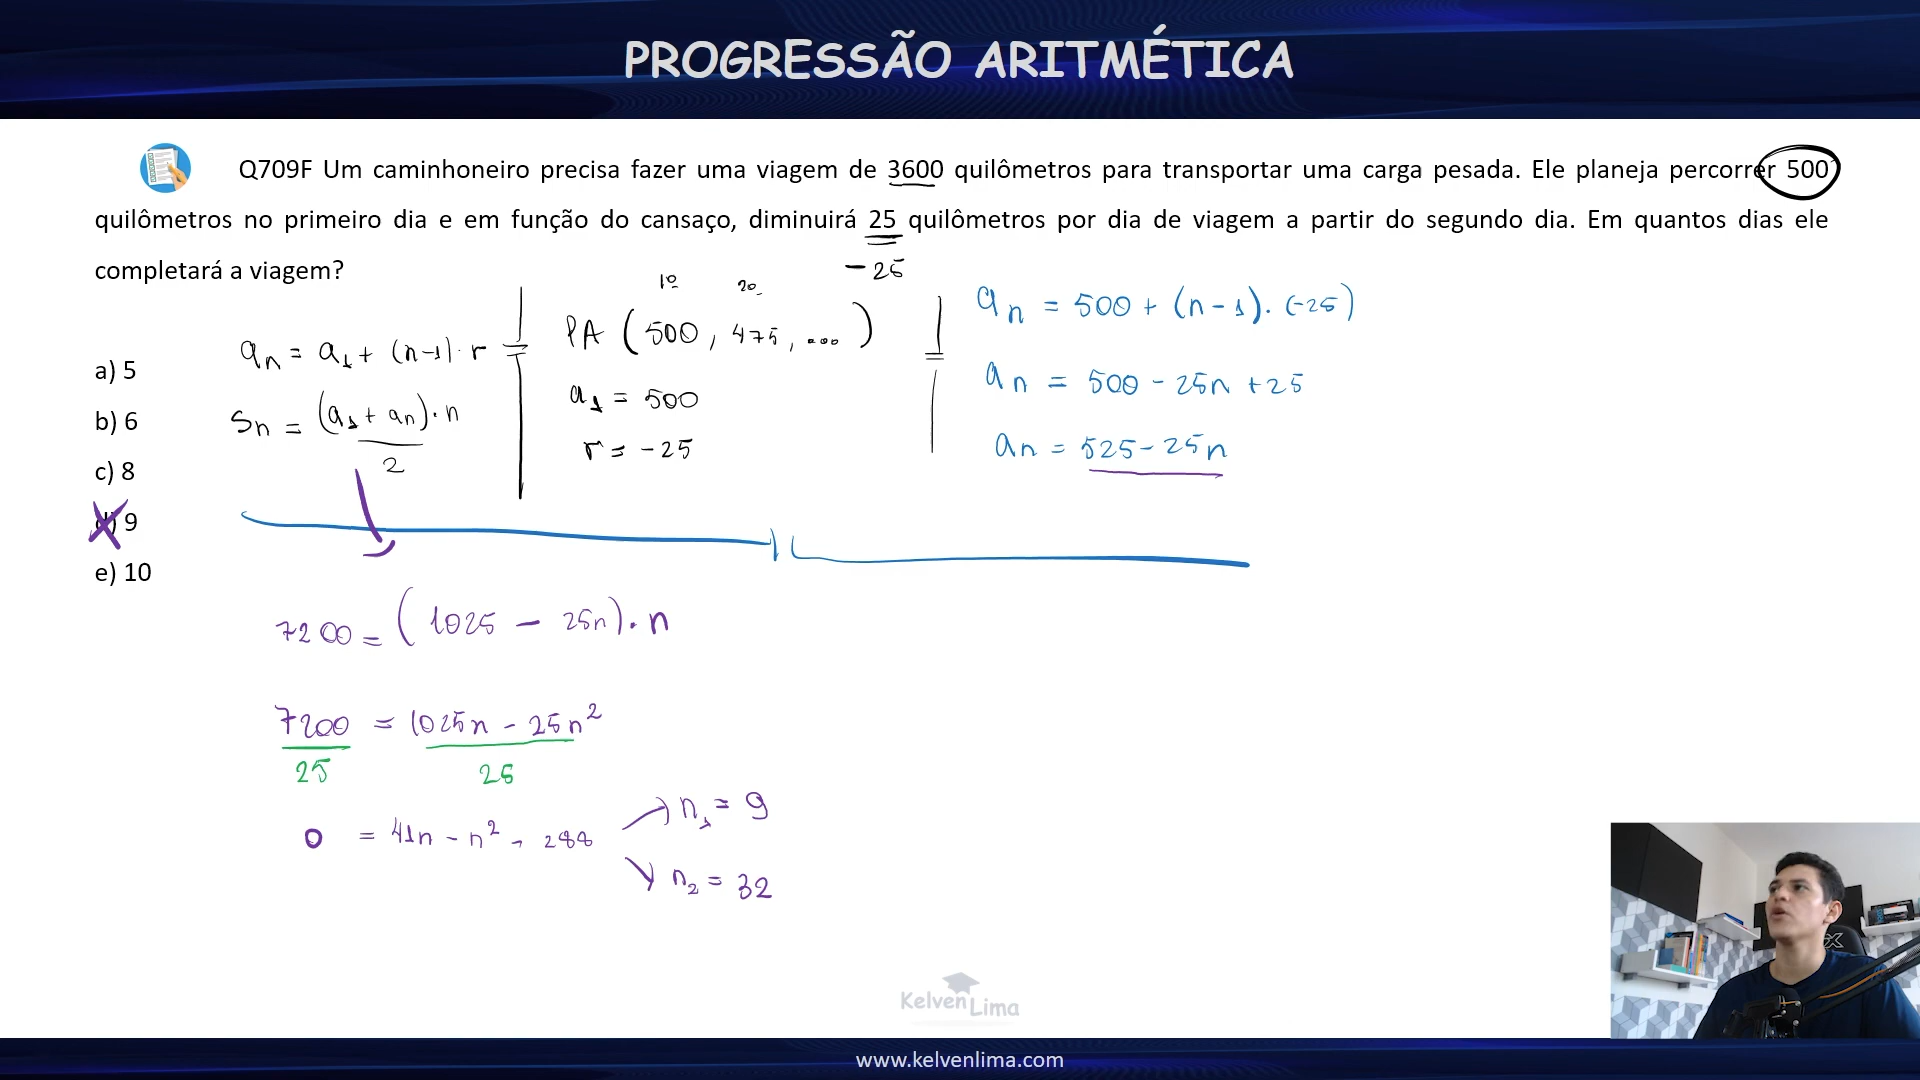 PROGRESSÃO ARITMÉTICA
Q709F Um caminhoneiro precisa fazer uma viagem de 3600 quilômetros para transportar uma carga pesada. Ele planeja percorrer 500
quilômetros no primeiro dia e em função do cansaço, diminuirá 25 quilômetros por dia de viagem a partir do segundo dia. Em quantos dias ele
completará a viagem?
-25
a) 5
b) 6
c) 8
d) 9
e) 10
an = a1 + (n-1).r
Sn = (a1 + an).n
2
1º 2º
PA (500, 475, ...)
a1 = 500
r = -25
an = 500 + (n-1).(-25)
an = 500 - 25n + 25
an = 525 - 25n
7200 = (1025 - 25n).n
7200 = 1025n - 25n²
25 25
0 = 41n - n² - 288
n1 = 9
n2 = 32
Kelven Lima
www.kelvenlima.com